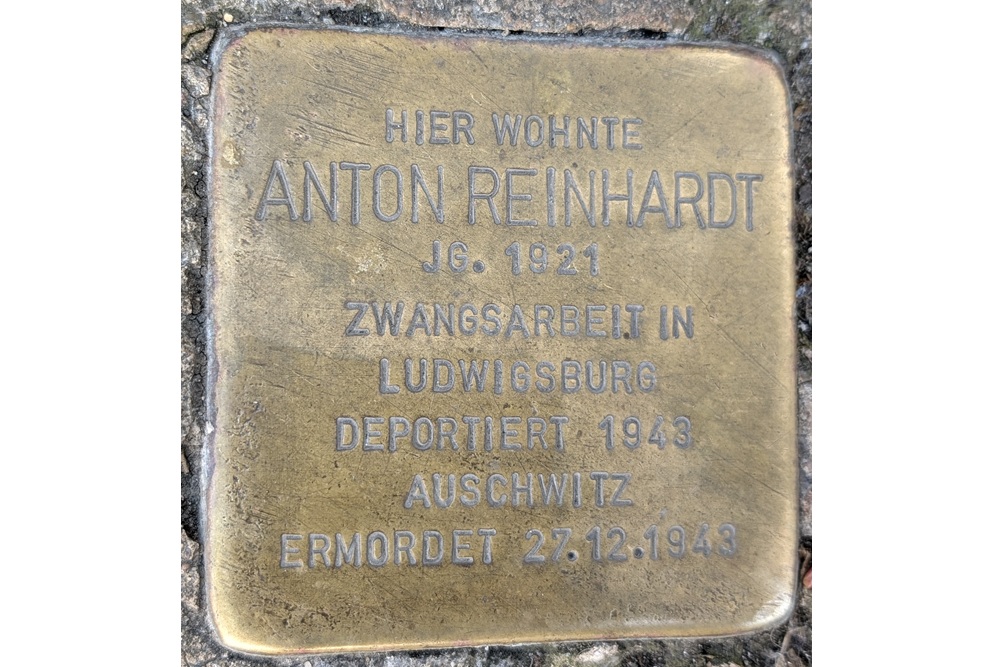 HIER WOHNTE
ANTON REINHARDT
JG. 1921
ZWANGSARBEIT IN
LUDWIGSBURG
DEPORTIERT 1943
AUSCHWITZ
ERMORDET 27.12.1943